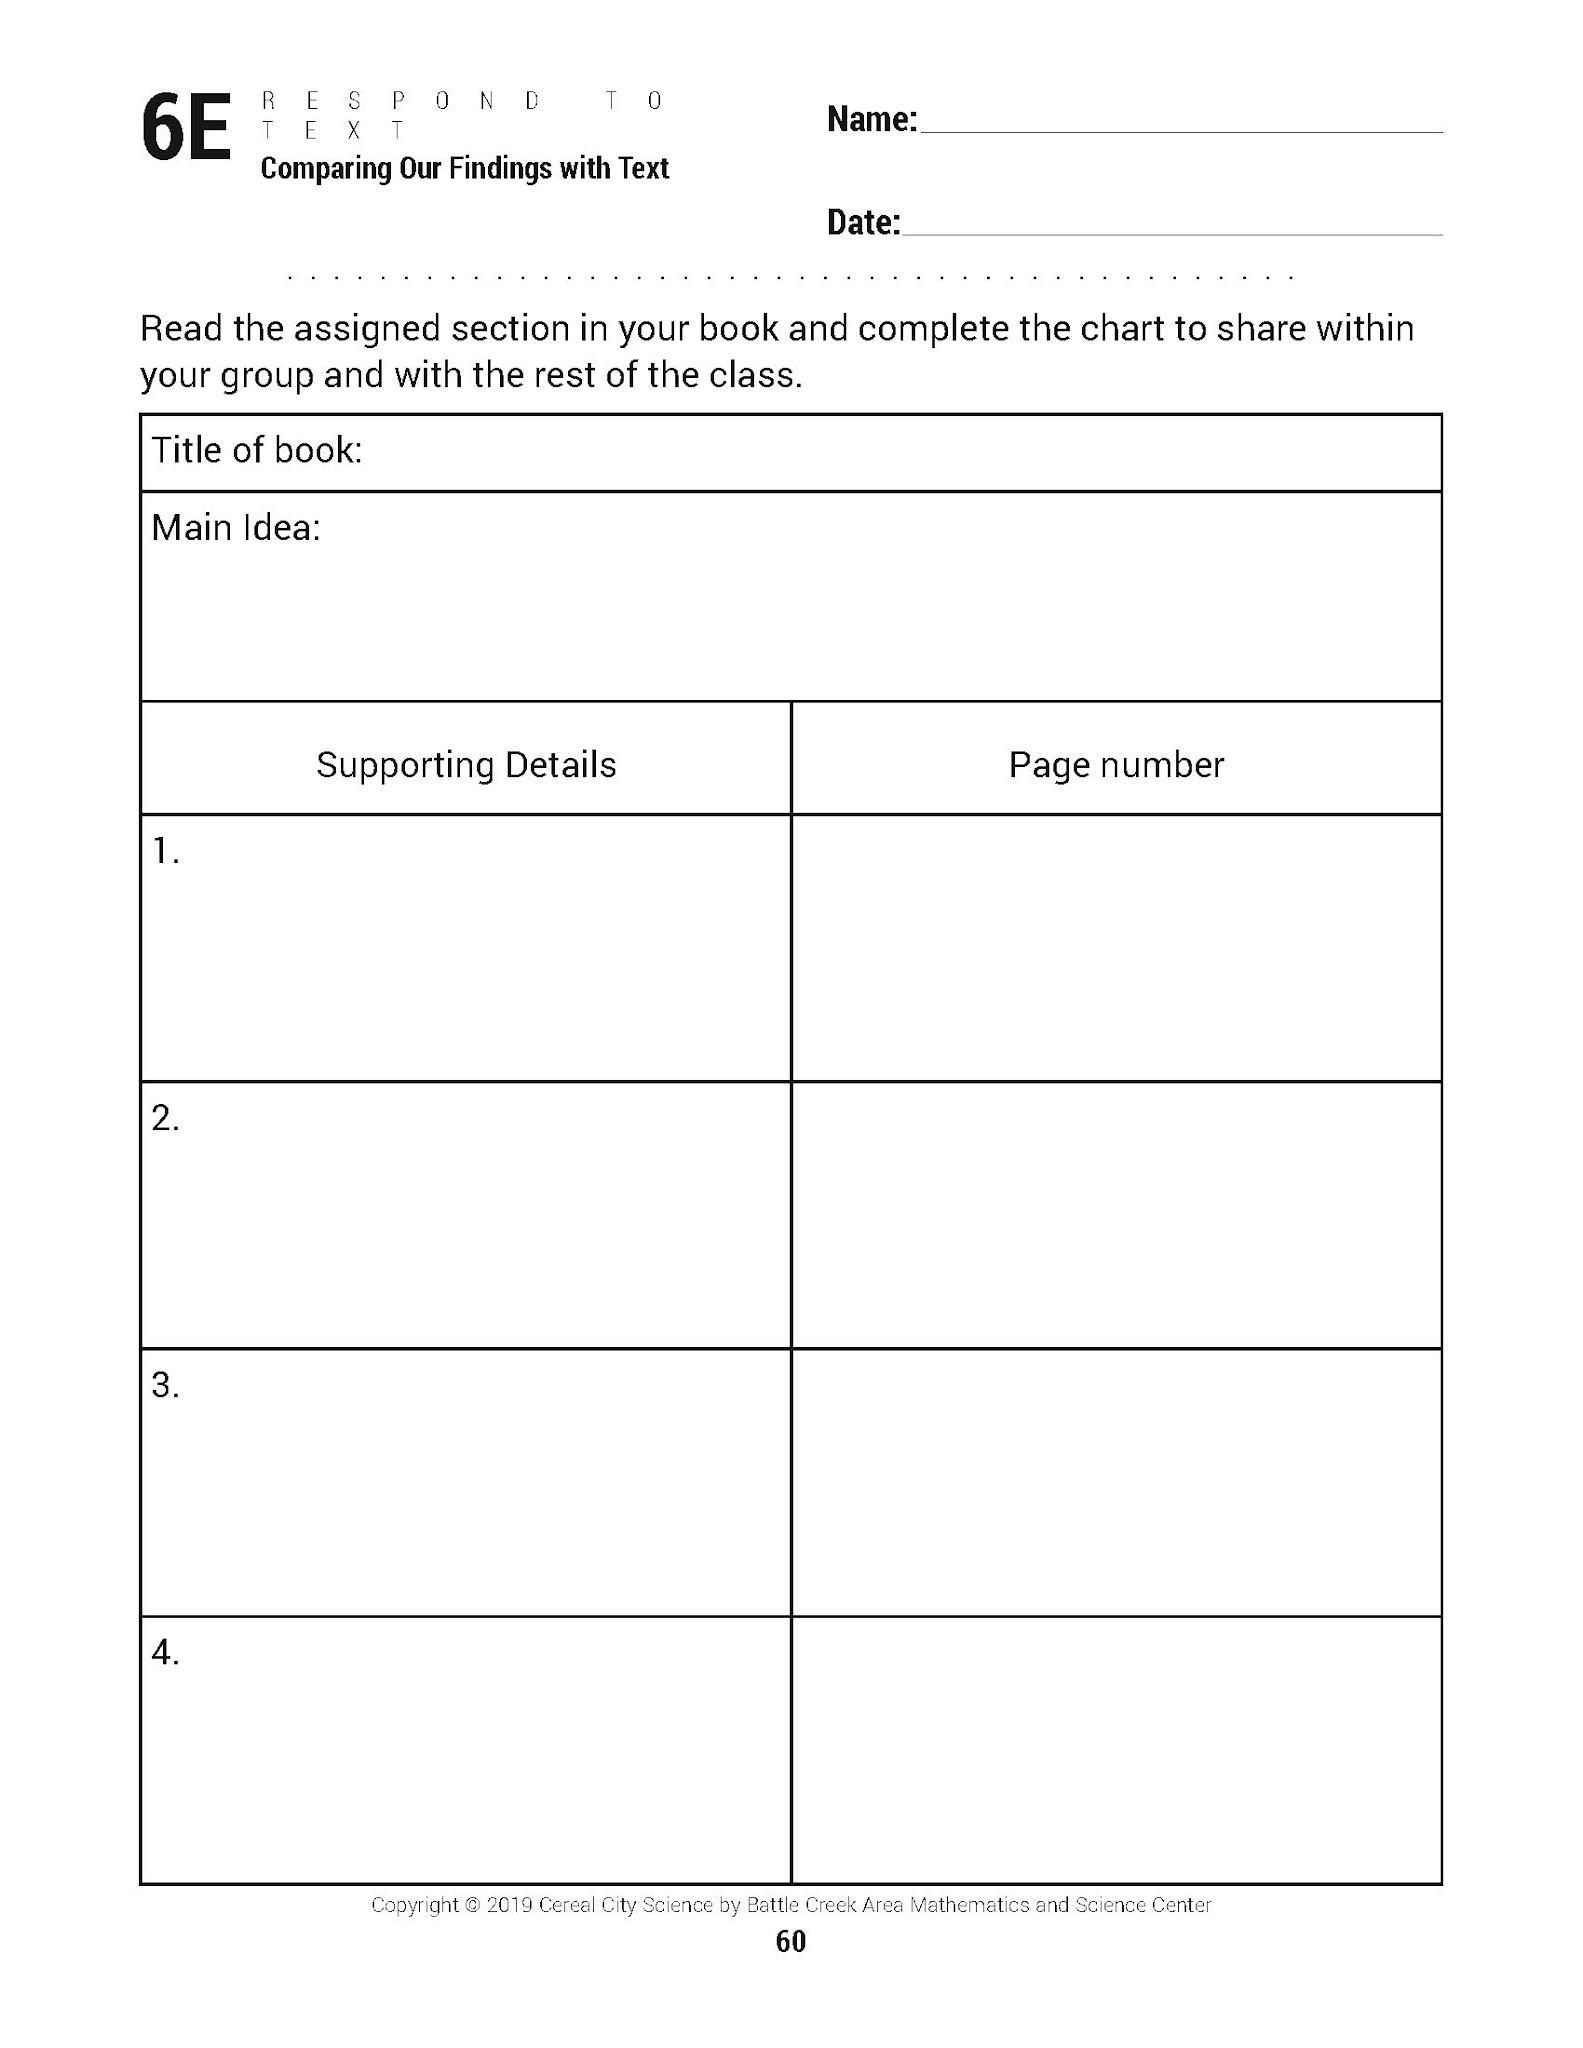 6E
RESPOND TO
TEXT
Comparing Our Findings with Text
Name:
Date:
Read the assigned section in your book and complete the chart to share within
your group and with the rest of the class.
Title of book:
Main Idea:
Supporting Details
Page number
1.
2.
3.
4.
Copyright © 2019 Cereal City Science by Battle Creek Area Mathematics and Science Center
60